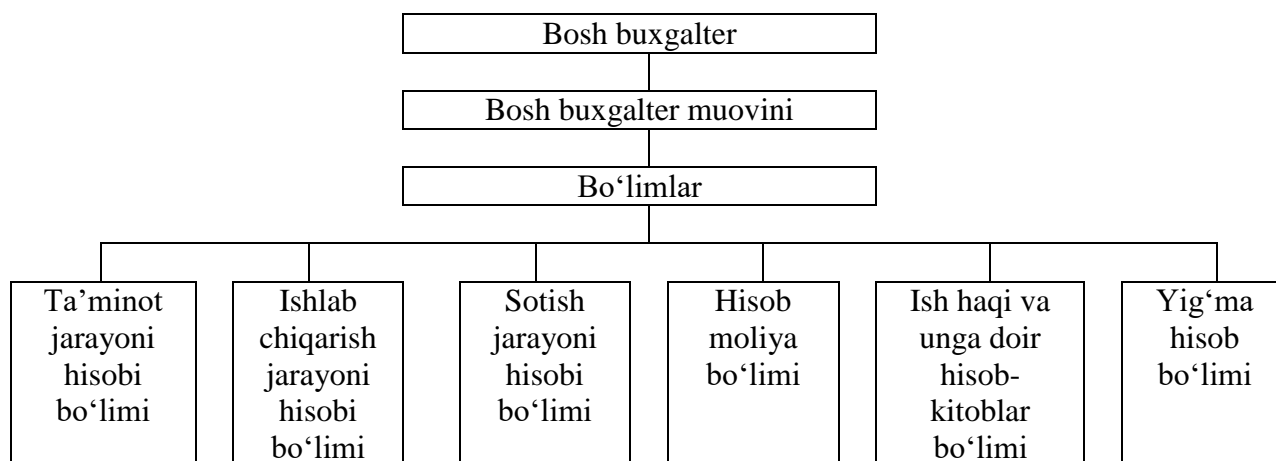 Bosh buxgalter
Bosh buxgalter muovini
Bo‘limlar
Ta’minot
jarayoni
hisobi
bo‘limi
Ishlab
chiqarish
jarayoni
hisobi
bo‘limi
Sotish
jarayoni
hisobi
bo‘limi
Hisob
moliya
bo‘limi
Ish haqi va
unga doir
hisob-
kitoblar
bo‘limi
Yig‘ma
hisob
bo‘limi